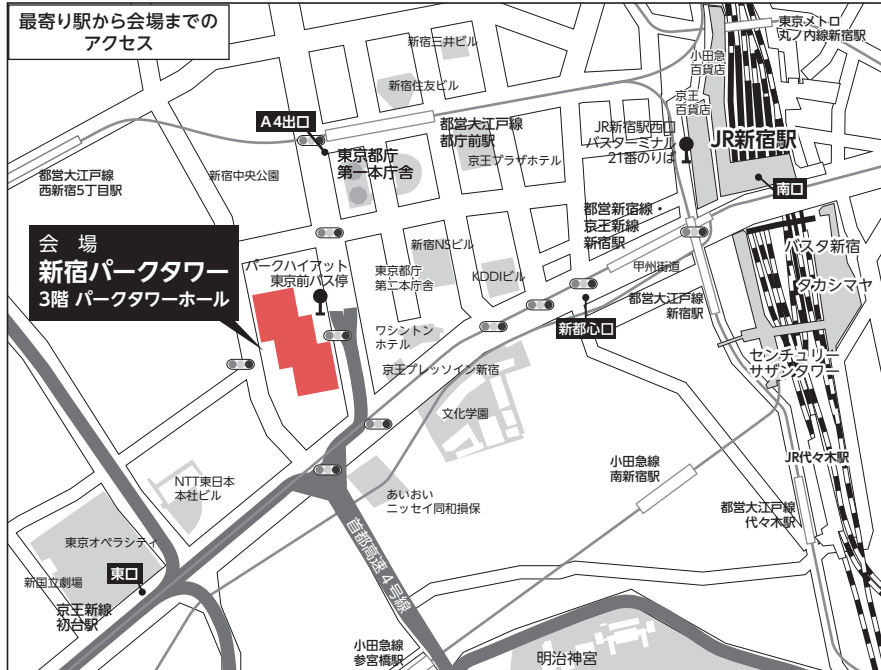 最寄り駅から会場までの
アクセス
東京メトロ
丸ノ内線新宿駅
新宿三井ビル
小田急
百貨店
新宿住友ビル
京王
百貨店
A4出口
都営大江戸線
都庁前駅
JR新宿駅西口
バスターミナル
21番のりば
JR新宿駅
東京都庁
第一本庁舎
京王プラザホテル
都営大江戸線
西新宿5丁目駅
新宿中央公園
南口
都営新宿線・
京王新線
新宿駅
会 場
新宿パークタワー
3階 パークタワーホール
パークハイアット
東京前バス停
新宿NSビル
東京都庁
第二本庁舎
KDDIビル
甲州街道
バスタ新宿
タカシマヤ
都営大江戸線
新宿駅
新都心口
ワシントン
ホテル
京王プレッソイン新宿
センチュリー
サザンタワー
文化学園
小田急線
南新宿駅
JR代々木駅
NTT東日本
本社ビル
あいおい
ニッセイ同和損保
都営大江戸線
代々木駅
首都高速4号線
東京オペラシティ
新国立劇場
東口
京王新線
初台駅
小田急線
参宮橋駅
明治神宮